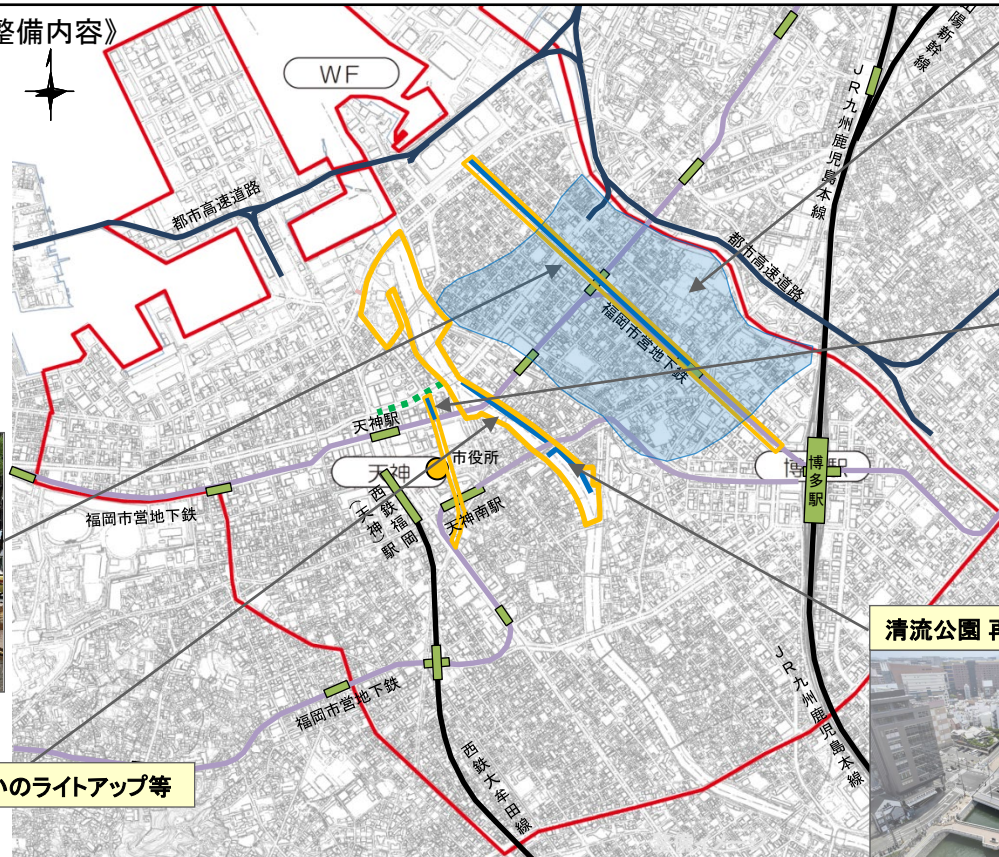 整備内容》
WF
陽新幹線
JR九州鹿児島本線
都市高速道路
都市高速道路
福岡市営地下鉄
天神駅
天神
市役所
博多駅
福岡市営地下鉄
西鉄福岡
(天神)駅
天神南駅
清流公園 再
福岡市営地下鉄
JR九州鹿児島本線
西鉄大牟田線
いのライトアップ等